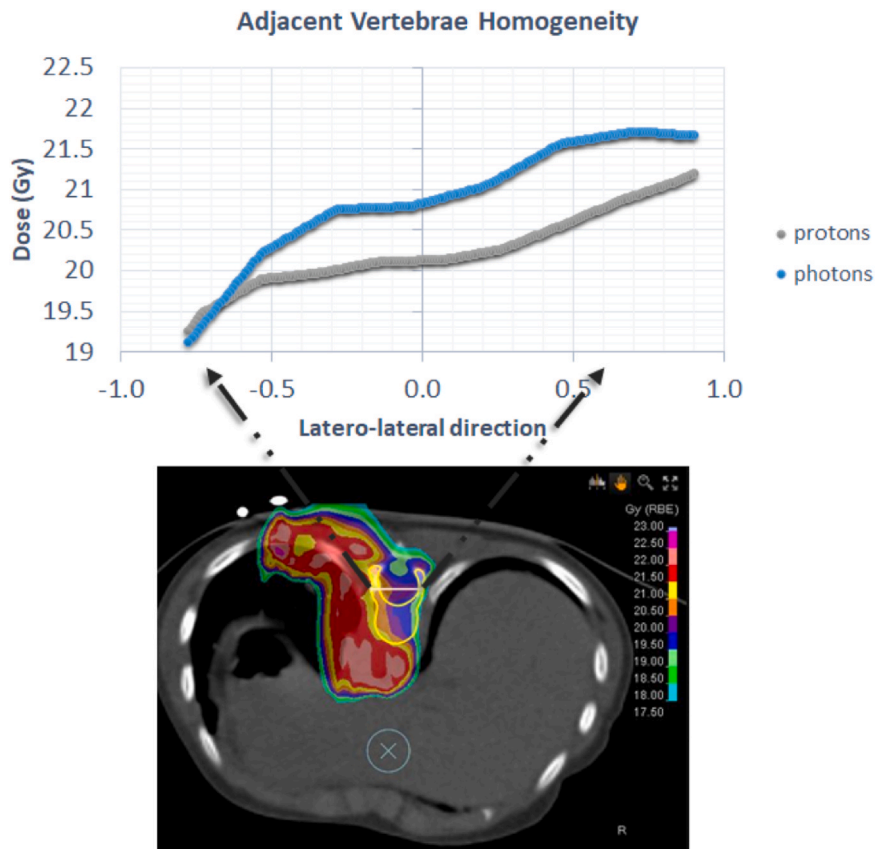 Adjacent Vertebrae Homogeneity
22.5
22
21.5
21
20.5
20
19.5
19
Dose (Gy)
-1.0 -0.5 0.0 0.5 1.0
Latero-lateral direction
protons
photons
Gy (RBE)
23.00
22.50
22.00
21.50
21.00
20.50
20.00
19.50
19.00
18.50
18.00
17.50
R